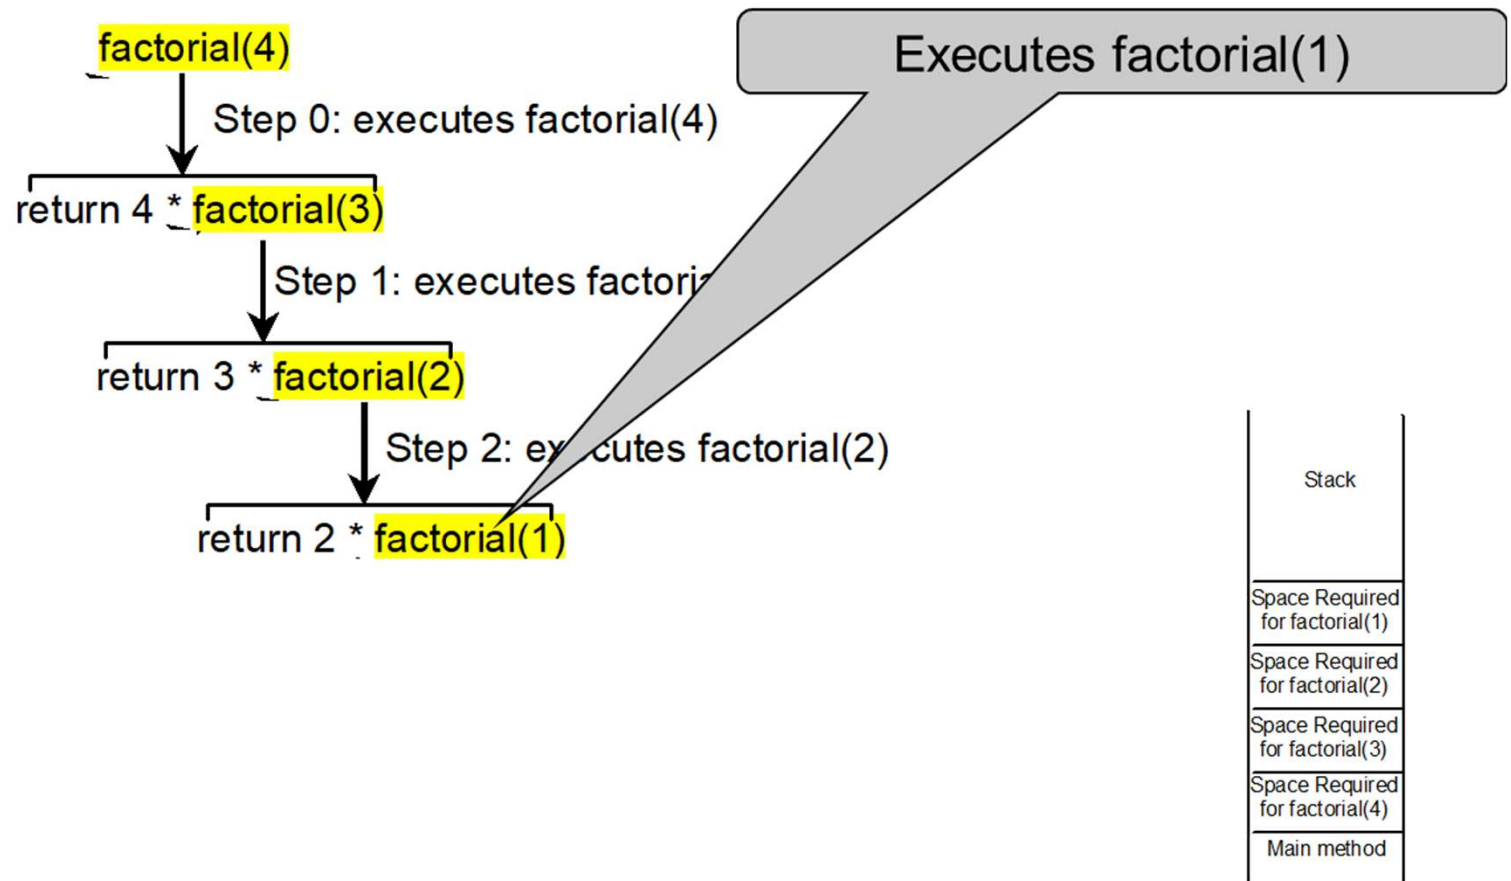 factorial(4)
Executes factorial(1)
Step 0: executes factorial(4)
return 4 * factorial(3)
Step 1: executes
return 3 * factorial(2)
Step 2: executes factorial(2)
return 2 * factorial(1)
Stack
Space Required
for factorial(1)
Space Required
for factorial(2)
Space Required
for factorial(3)
Space Required
for factorial(4)
Main method